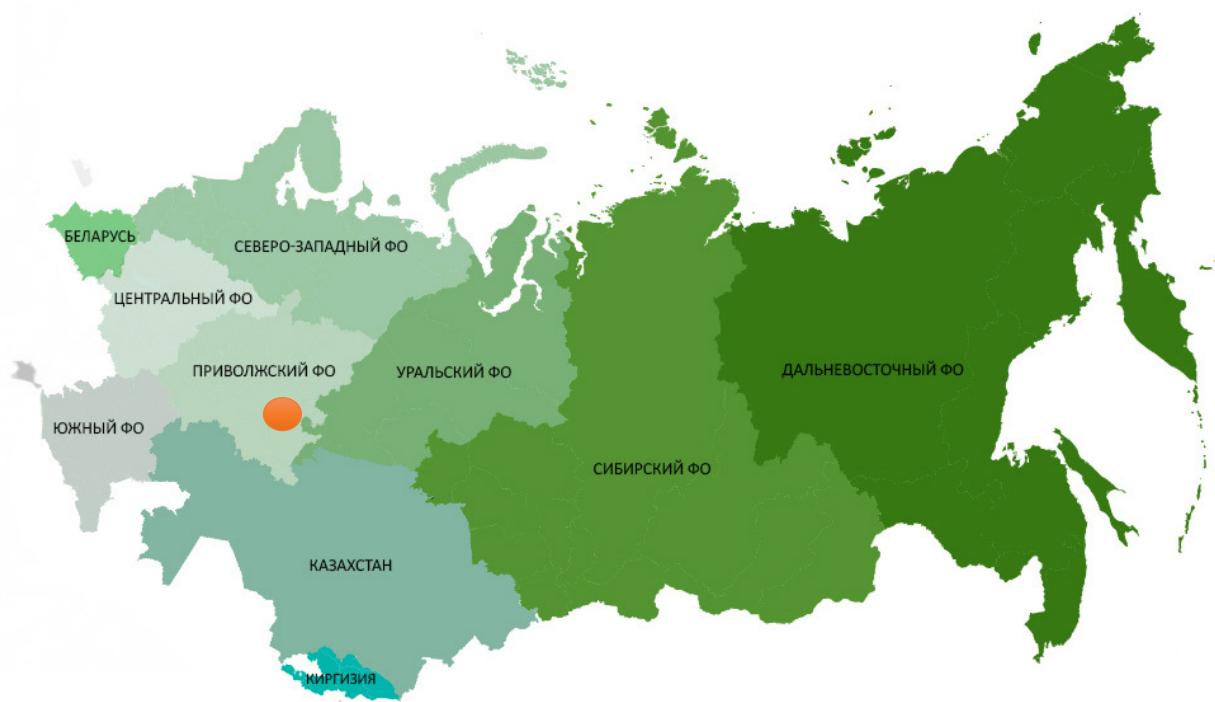 БЕЛАРУСЬ
СЕВЕРО-ЗАПАДНЫЙ ФО
ЦЕНТРАЛЬНЫЙ ФО
ПРИВОЛЖСКИЙ ФО
УРАЛЬСКИЙ ФО
ДАЛЬНЕВОСТОЧНЫЙ ФО
ЮЖНЫЙ ФО
СИБИРСКИЙ ФО
КАЗАХСТАН
КИРГИЗИЯ